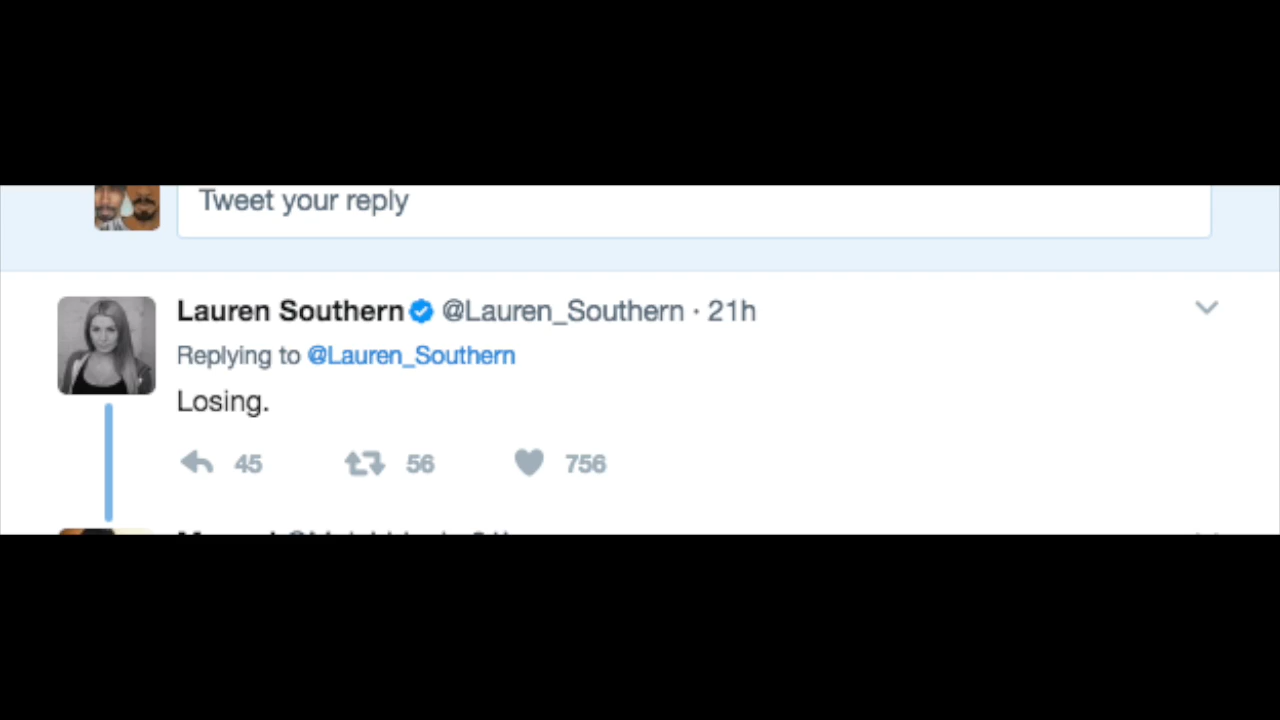 Tweet your reply
Lauren Southern @Lauren_Southern · 21h
Replying to @Lauren_Southern
Losing.
45 56 756